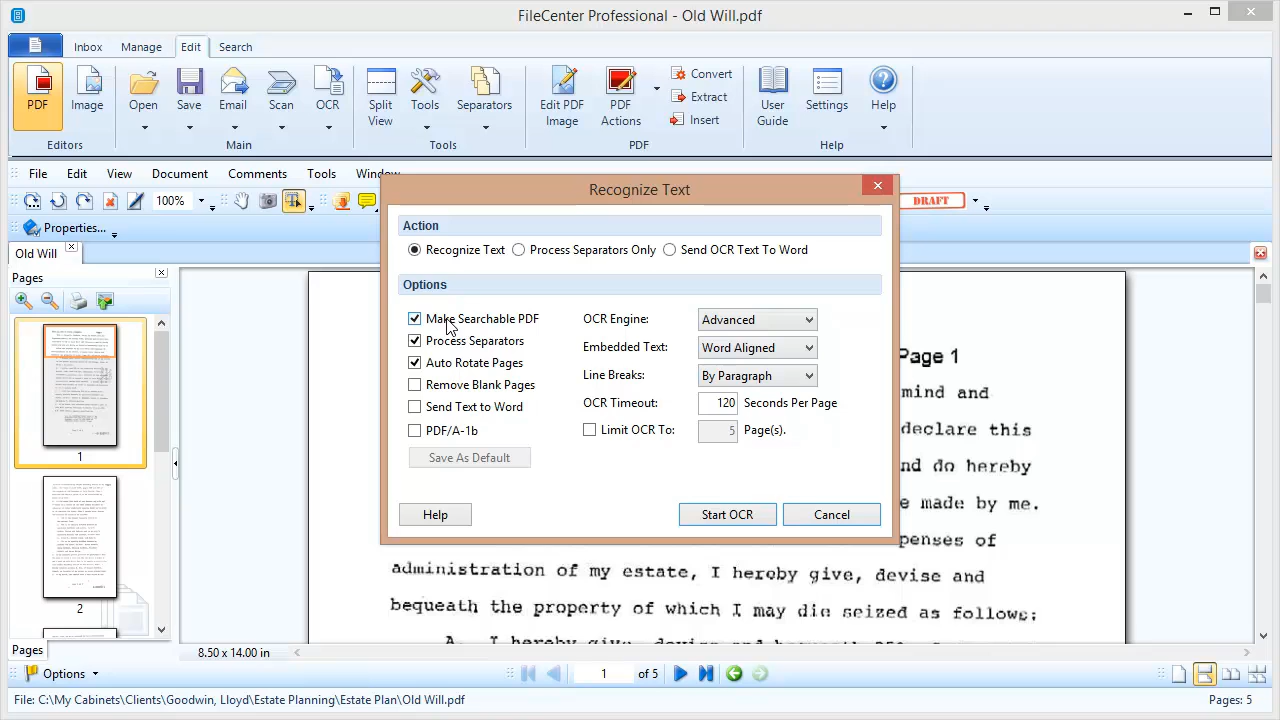 FileCenter Professional - Old Will.pdf
Inbox Manage Edit Search
PDF Image Open Save Email Scan OCR Split View Tools Separators Edit PDF Image PDF Actions Convert Extract Insert User Guide Settings Help
Editors Main Tools PDF Help
File Edit View Document Comments Tools Window
100% DRAFT
Properties...
Old Will
Pages
1
2
Recognize Text
Action
Recognize Text Process Separators Only Send OCR Text To Word
Options
Make Searchable PDF OCR Engine: Advanced
Process Separators Embedded Text: Word Aligned
Auto Rotate Pages Line Breaks: By Paragraph
Remove Blank Pages OCR Timeout: 120 Seconds Per Page
Send Text to Word Limit OCR To: 5 Page(s).
PDF/A-1b
Save As Default
Help Start OCR Cancel
Page 1
mind and
declare this
nd do hereby
e made by me.
penses of
administration of my estate, I hereby give, devise and
bequeath the property of which I may die seized as follows:
A. I hereby give, devise and bequeath
Pages 8.50 x 14.00 in
Options 1 of 5
File: C:\My Cabinets\Clients\Goodwin, Lloyd\Estate Planning\Estate Plan\Old Will.pdf Pages: 5